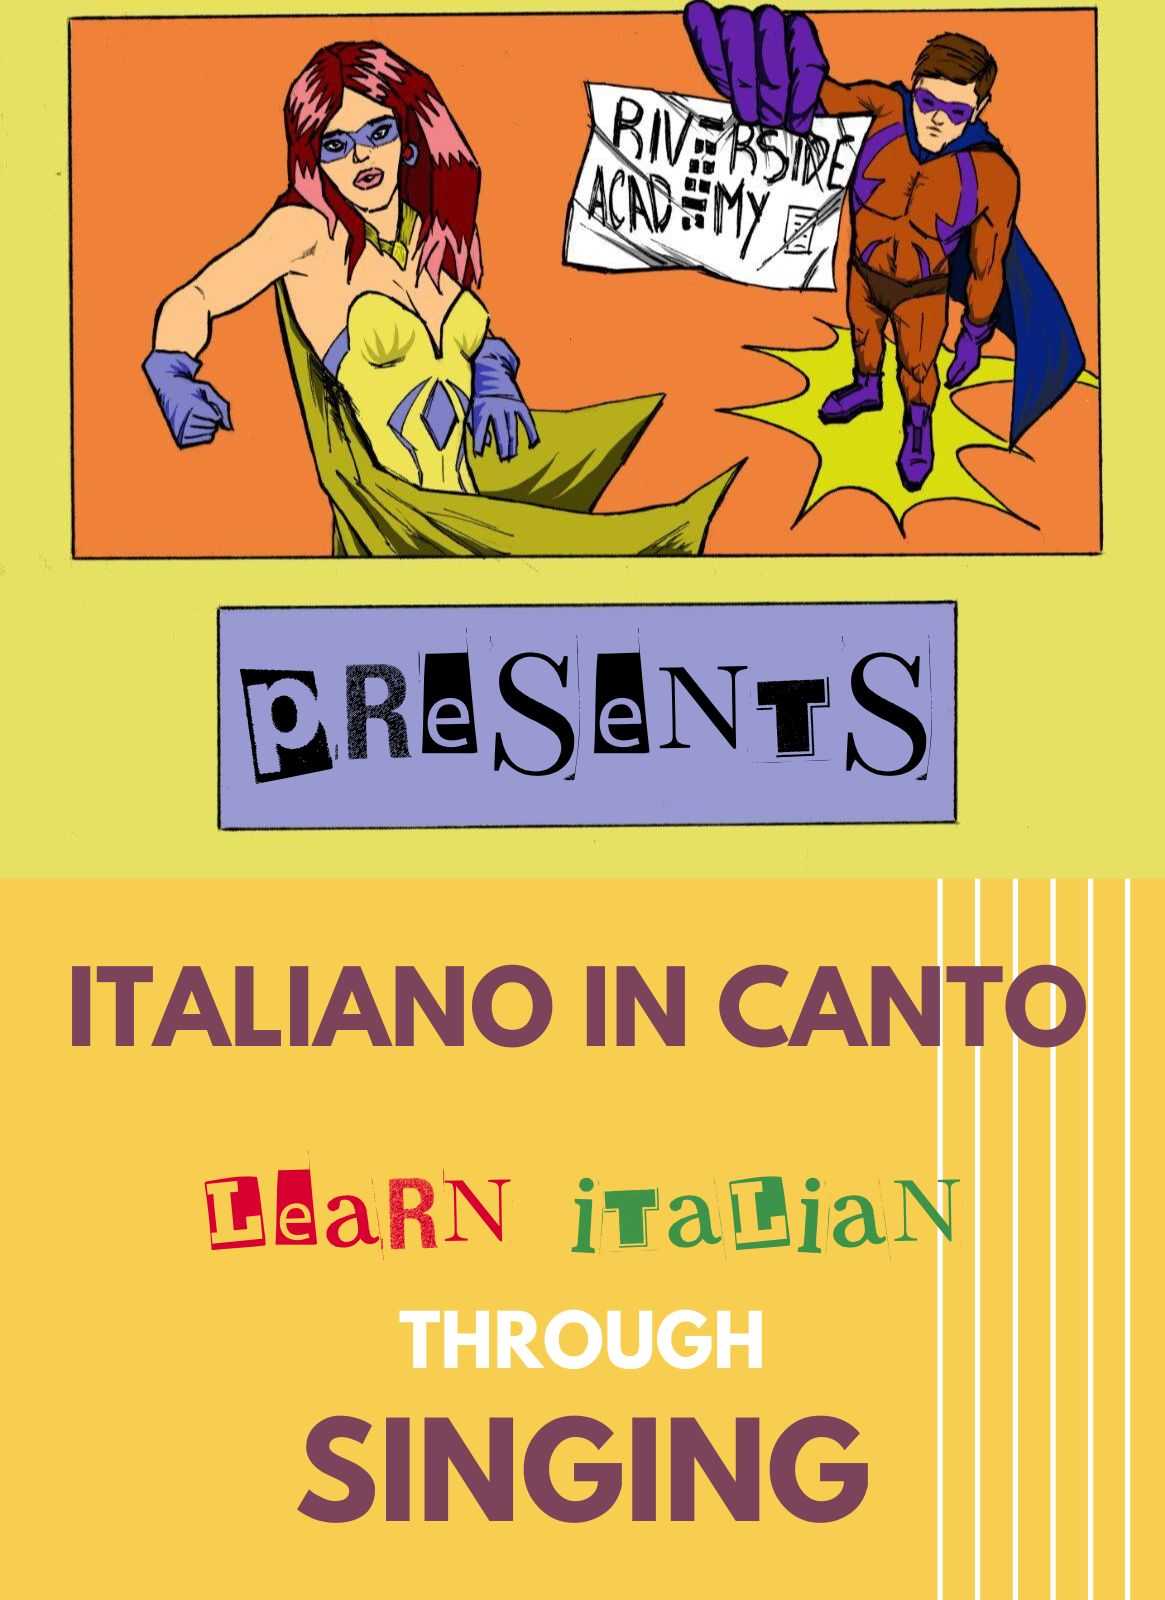 RIVERSIDE
ACADEMY
pReSeNTS
ITALIANO IN CANTO
LeaRN iTaLiaN
THROUGH
SINGING